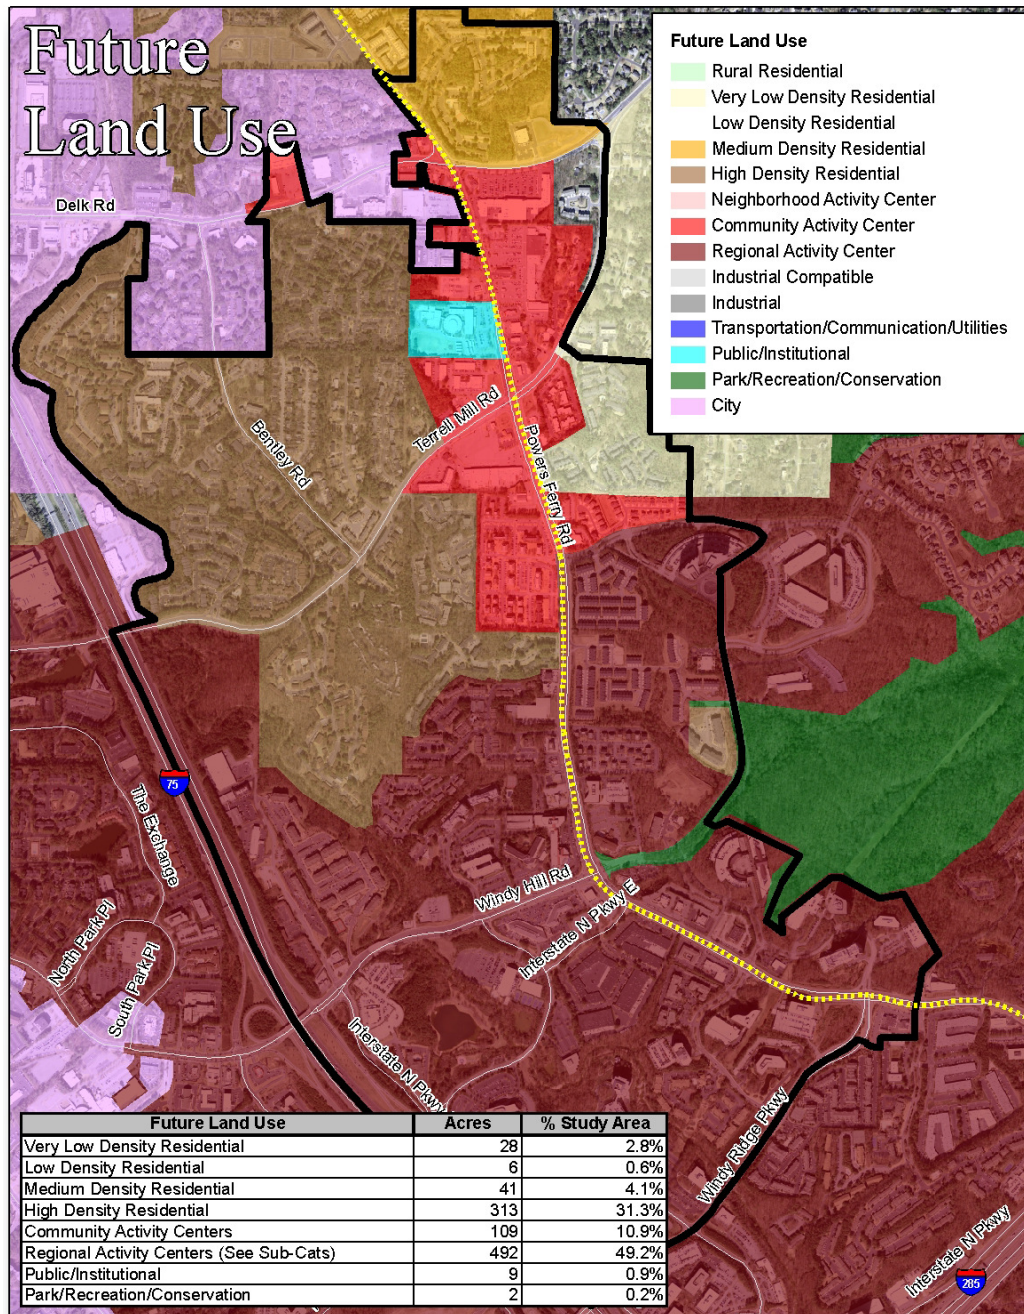 Future
Land Use
Future Land Use
Rural Residential
Very Low Density Residential
Low Density Residential
Medium Density Residential
High Density Residential
Neighborhood Activity Center
Community Activity Center
Regional Activity Center
Industrial Compatible
Industrial
Transportation/Communication/Utilities
Public/Institutional
Park/Recreation/Conservation
City
Delk Rd
Bentley Rd
Terrell Mill Rd
Powers Ferry Rd
75
The Exchange
Windy Hill Rd
Interstate N Pkwy E
North Park Pl
South Park Pl
Interstate N Pkwy
Windy Ridge Pkwy
Interstate N Pkwy
285
Future Land Use Acres % Study Area
Very Low Density Residential 28 2.8%
Low Density Residential 6 0.6%
Medium Density Residential 41 4.1%
High Density Residential 313 31.3%
Community Activity Centers 109 10.9%
Regional Activity Centers (See Sub-Cats) 492 49.2%
Public/Institutional 9 0.9%
Park/Recreation/Conservation 2 0.2%